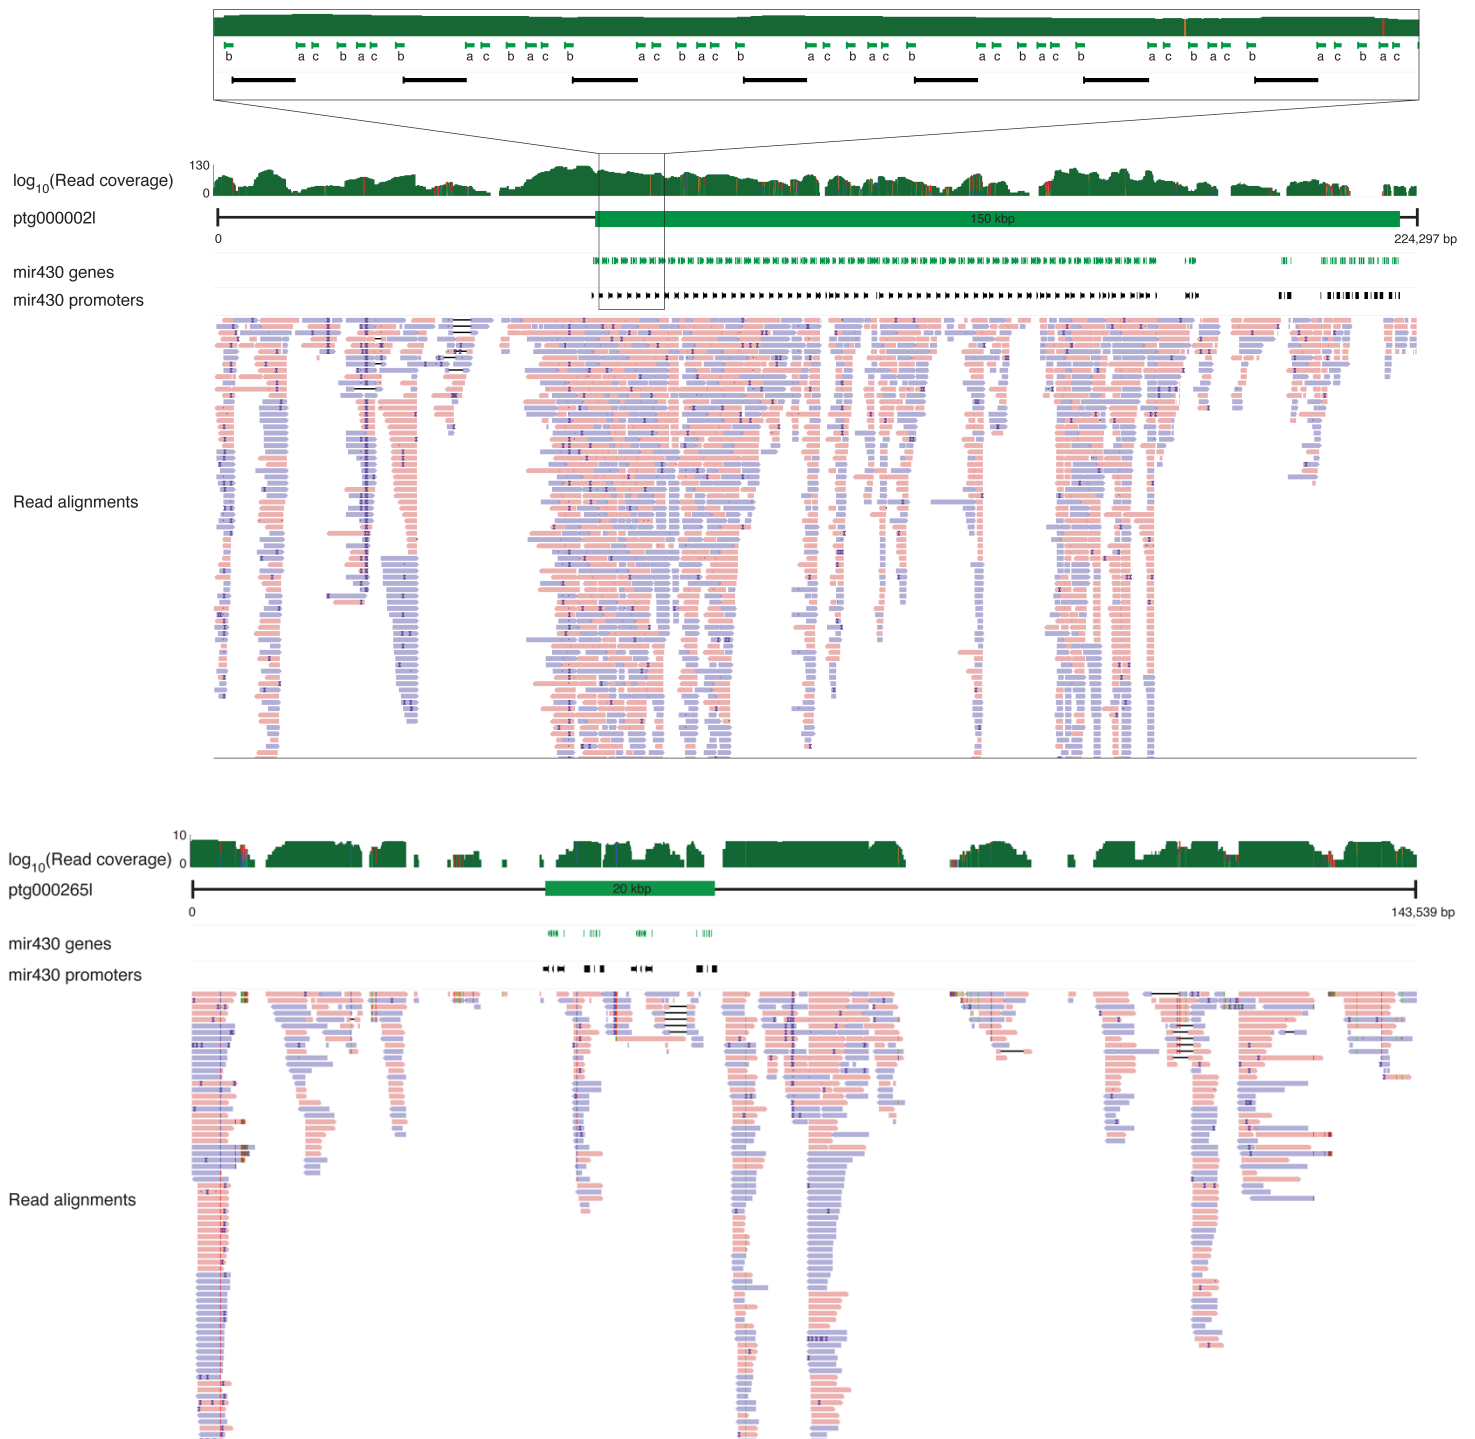 b a c b a c b a c b a c b a c b a c b a c b a c b a c b a c b a c b a c b a c b a c
130
log10(Read coverage)
0
ptg000002l
150 kbp
0 224,297 bp
mir430 genes
mir430 promoters
Read alignments
10
log10(Read coverage)
0
ptg000265l
20 kbp
0 143,539 bp
mir430 genes
mir430 promoters
Read alignments